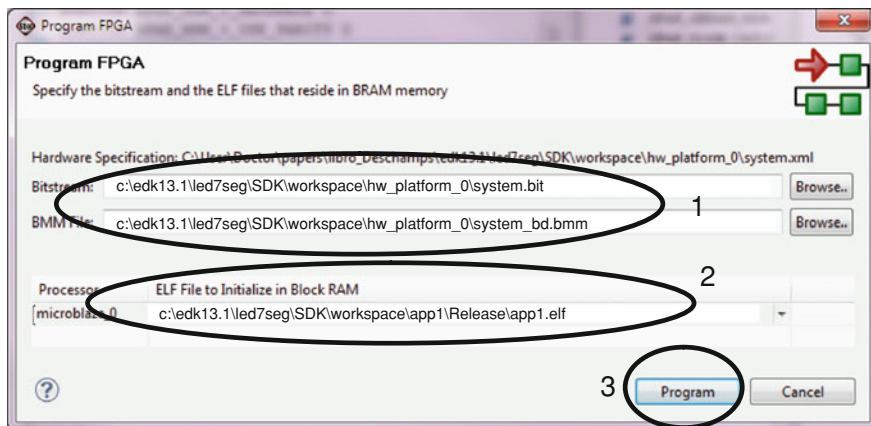 Program FPGA
Program FPGA
Specify the bitstream and the ELF files that reside in BRAM memory
Hardware Specification: C:\User\Doctor\papers\libro_Deschamps\edk13.1\led7seg\SDK\workspace\hw_platform_0\system.xml
Bitstream: c:\edk13.1\led7seg\SDK\workspace\hw_platform_0\system.bit Browse..
1
BMM File: c:\edk13.1\led7seg\SDK\workspace\hw_platform_0\system_bd.bmm Browse..
2
Processor ELF File to Initialize in Block RAM
microblaze_0 c:\edk13.1\led7seg\SDK\workspace\app1\Release\app1.elf
? 3 Program Cancel